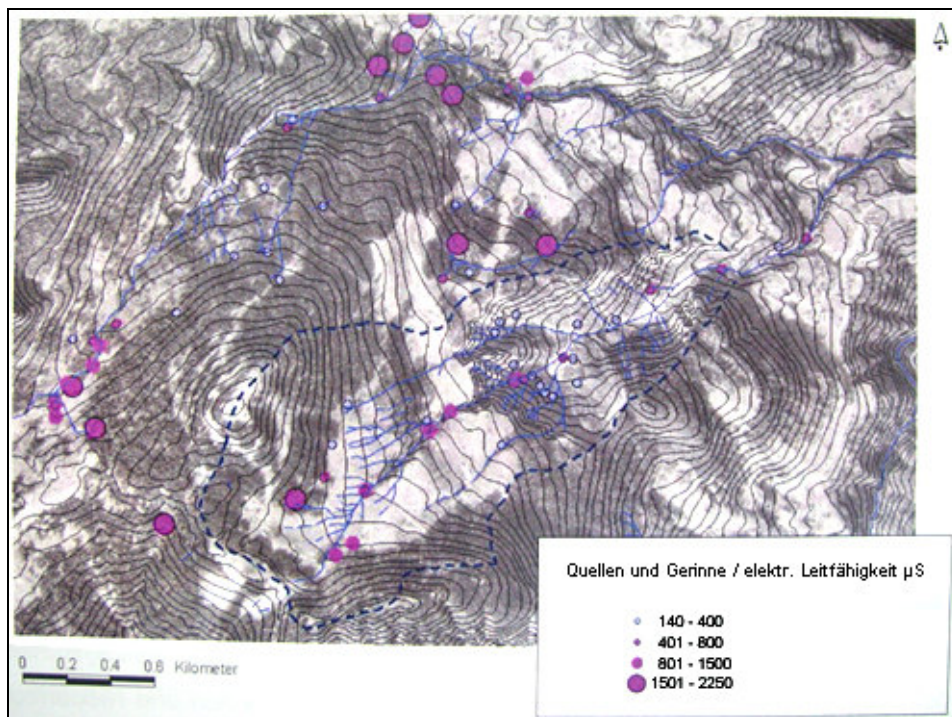 Quellen und Gerinne / elektr. Leitfähigkeit µS
140 - 400
401 - 800
801 - 1500
1501 - 2250
0 0.2 0.4 0.6 Kilometer